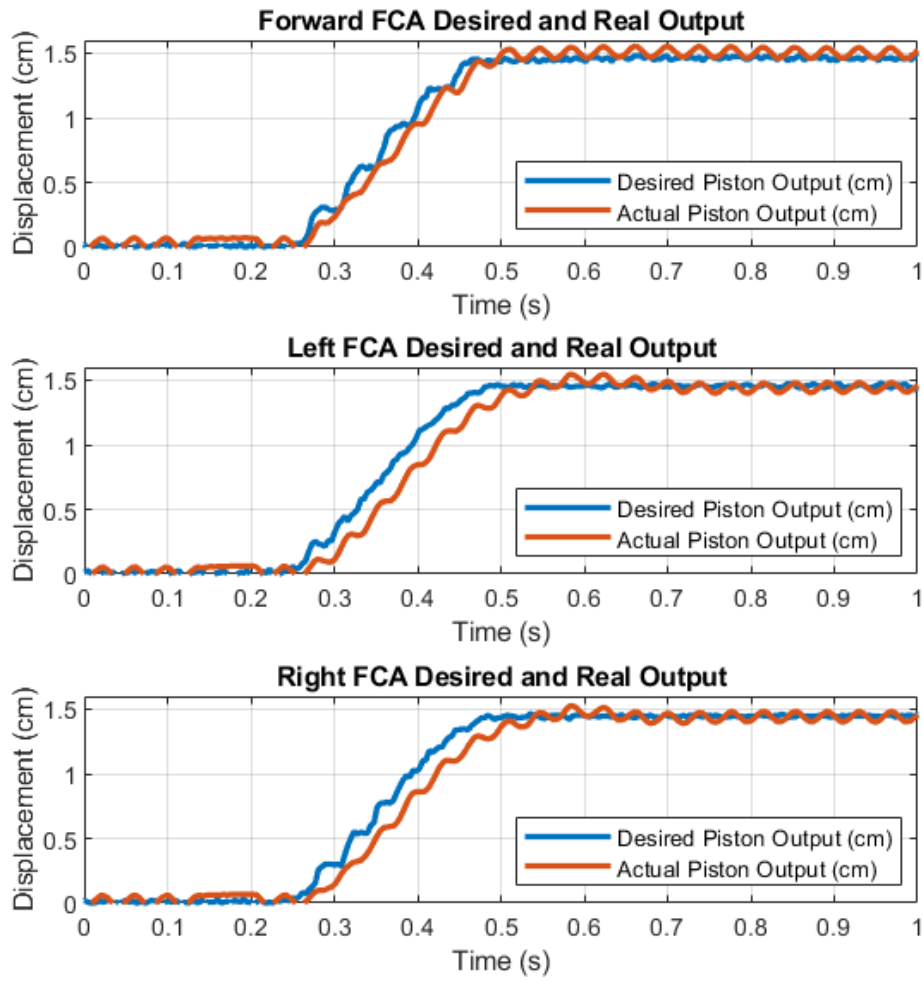 Forward FCA Desired and Real Output
Displacement (cm)
1.5
1
0.5
0
Desired Piston Output (cm)
Actual Piston Output (cm)
0 0.1 0.2 0.3 0.4 0.5 0.6 0.7 0.8 0.9 1
Time (s)
Left FCA Desired and Real Output
Displacement (cm)
1.5
1
0.5
0
Desired Piston Output (cm)
Actual Piston Output (cm)
0 0.1 0.2 0.3 0.4 0.5 0.6 0.7 0.8 0.9 1
Time (s)
Right FCA Desired and Real Output
Displacement (cm)
1.5
1
0.5
0
Desired Piston Output (cm)
Actual Piston Output (cm)
0 0.1 0.2 0.3 0.4 0.5 0.6 0.7 0.8 0.9 1
Time (s)